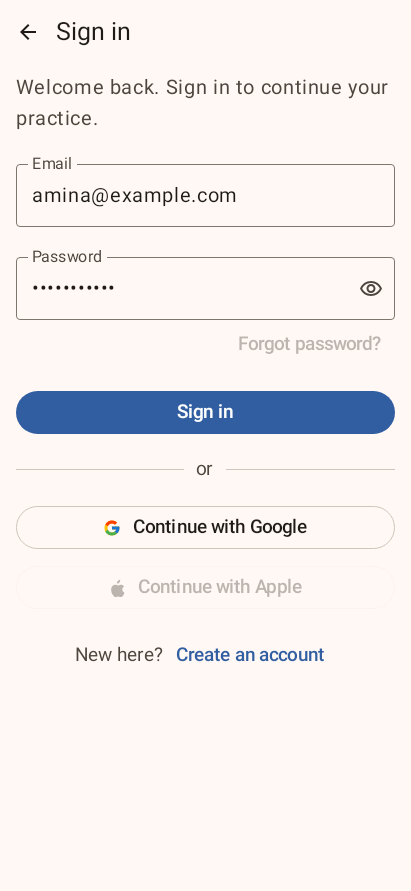 Sign in
Welcome back. Sign in to continue your
practice.
Email
amina@example.com
Password
•••••••••••
Forgot password?
Sign in
or
Continue with Google
Continue with Apple
New here? Create an account